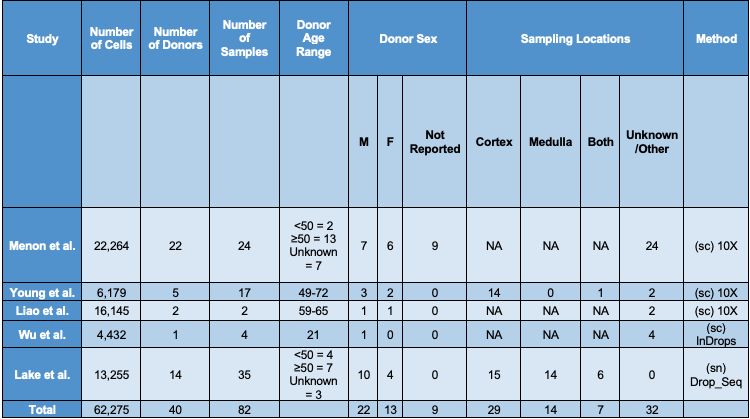 Study Number of Cells Number of Donors Number of Samples Donor Age Range Donor Sex Sampling Locations Method
M F Not Reported Cortex Medulla Both Unknown /Other
Menon et al. 22,264 22 24 <50 = 2 ≥50 = 13 Unknown = 7 7 6 9 NA NA NA 24 (sc) 10X
Young et al. 6,179 5 17 49-72 3 2 0 14 0 1 2 (sc) 10X
Liao et al. 16,145 2 2 59-65 1 1 0 NA NA NA 2 (sc) 10X
Wu et al. 4,432 1 4 21 1 0 0 NA NA NA 4 (sc) InDrops
Lake et al. 13,255 14 35 <50 = 4 ≥50 = 7 Unknown = 3 10 4 0 15 14 6 0 (sn) Drop_Seq
Total 62,275 40 82 22 13 9 29 14 7 32